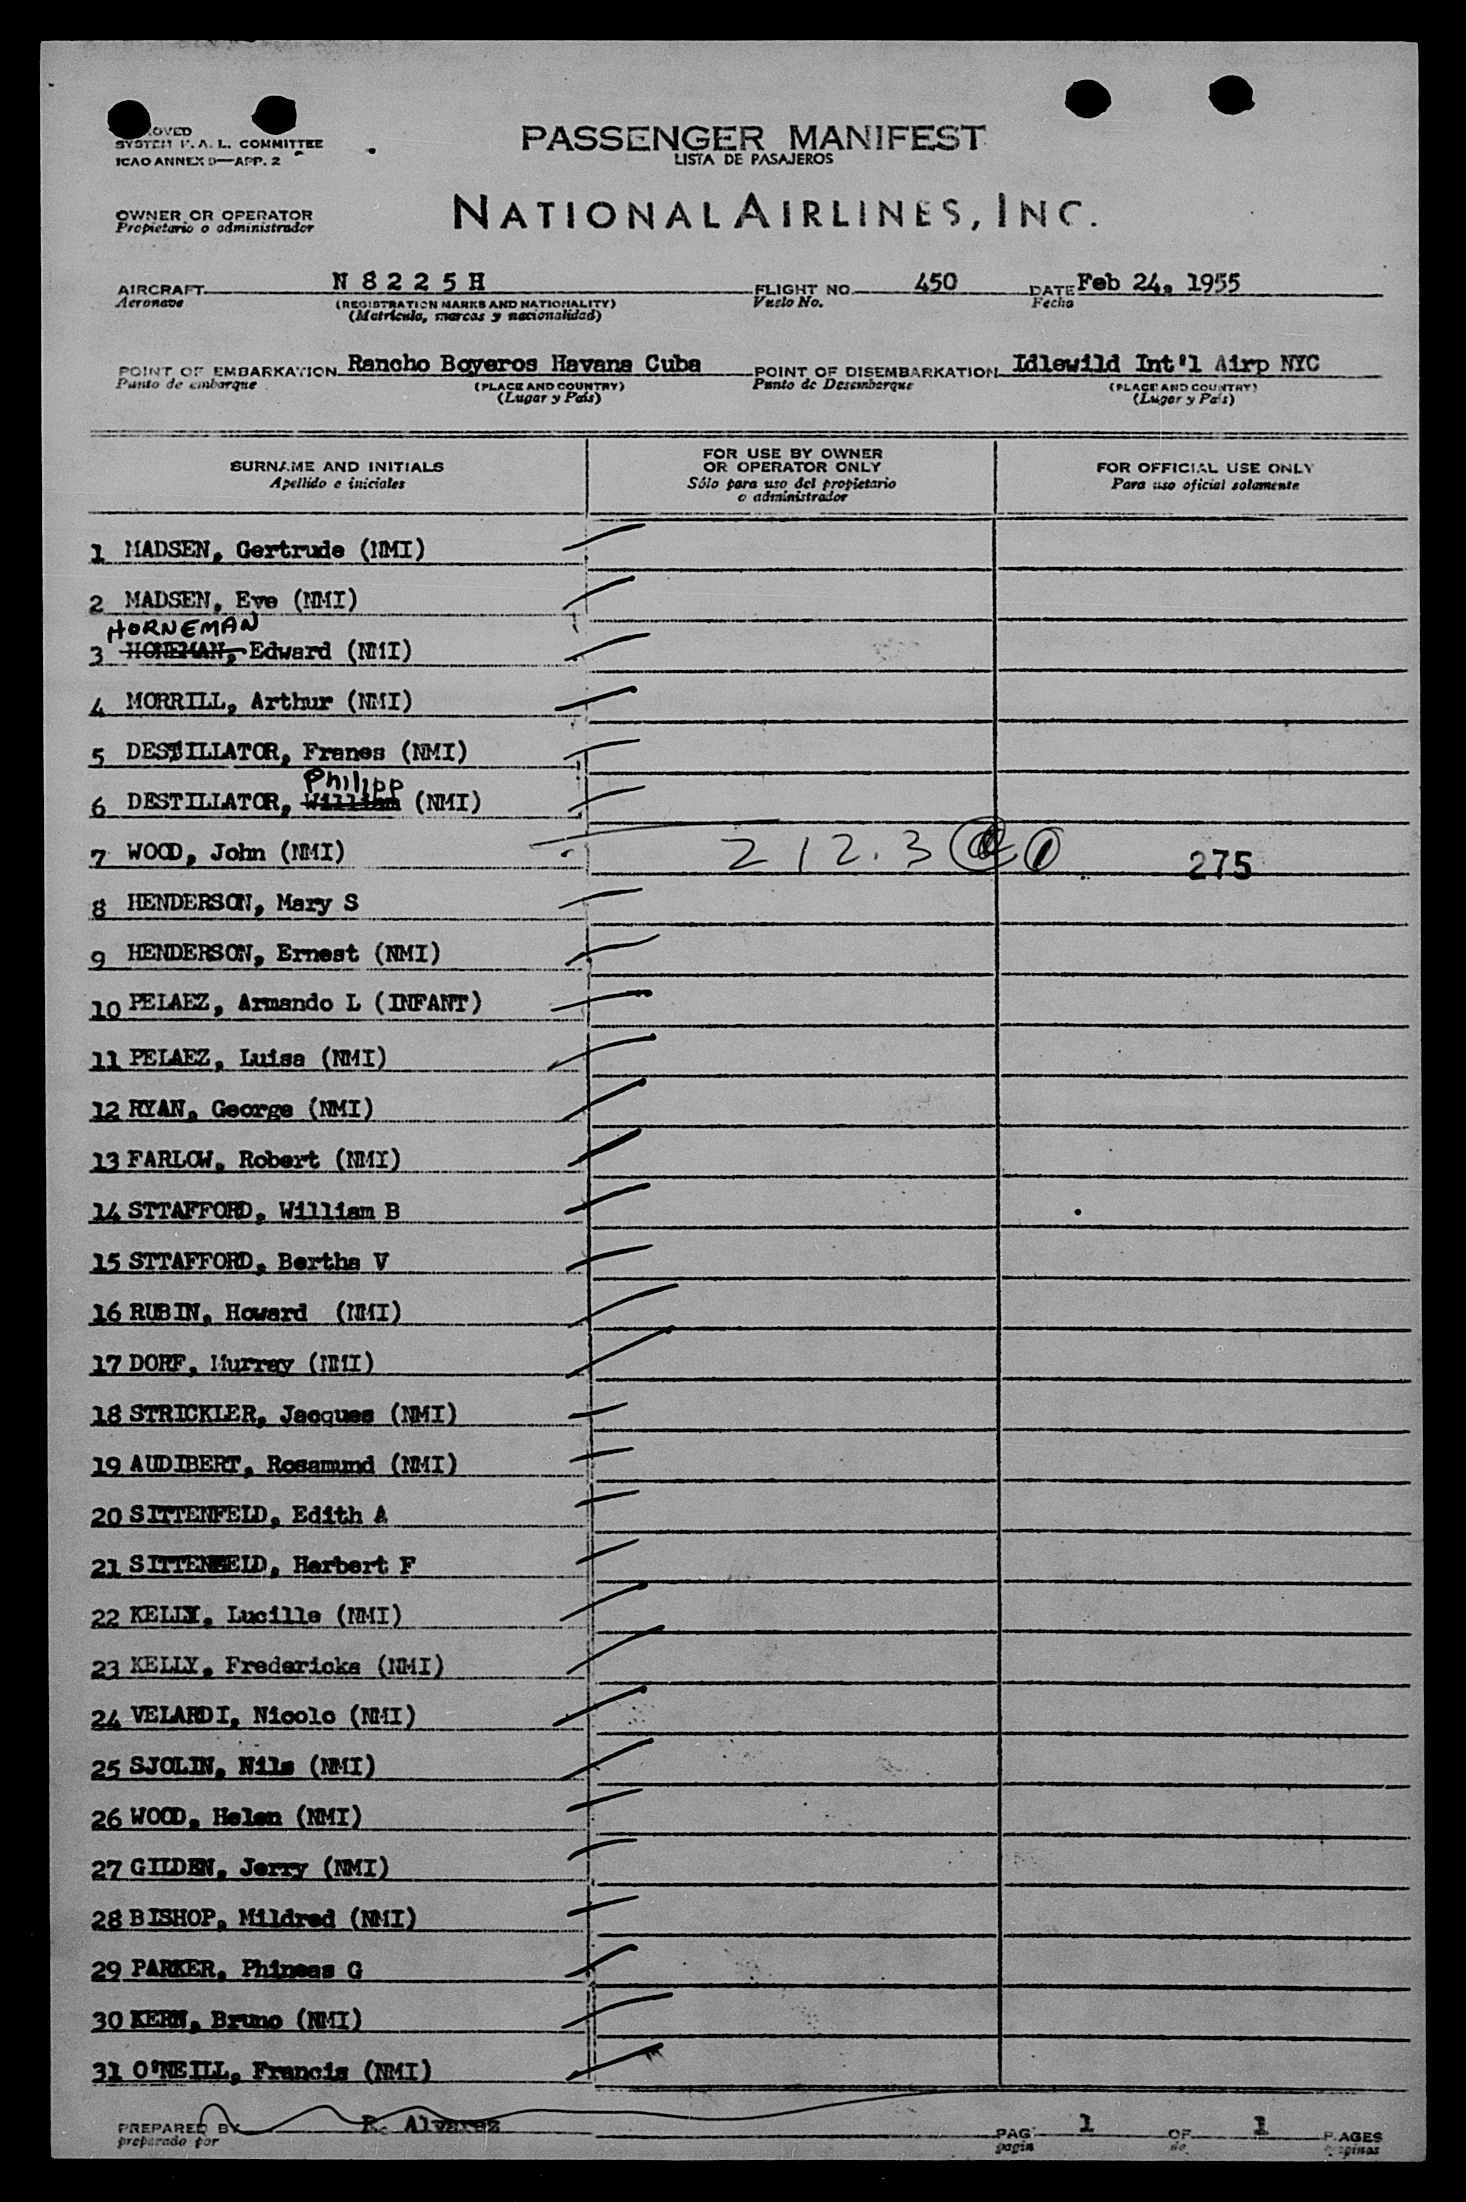 PASSENGER MANIFEST
LISTA DE PASAJEROS
SYSTEM F. A. L. COMMITTEE
ICAO ANNEX 9—APP. 2
OWNER OR OPERATOR
Propietario o administrador
NATIONAL AIRLINES, INC.
AIRCRAFT N 8 2 2 5 H FLIGHT NO. 450 DATE Feb 24, 1955
Aeronave (REGISTRATION MARKS AND NATIONALITY) Vuelo No. Fecha
(Matrícula, marcas y nacionalidad)
POINT OF EMBARKATION Rancho Boyeros Havana Cuba POINT OF DISEMBARKATION Idlewild Int'l Airp NYC
Punto de embarque (PLACE AND COUNTRY) Punto de Desembarque (PLACE AND COUNTRY)
(Lugar y País) (Lugar y País)
SURNAME AND INITIALS
Apellido e iniciales
FOR USE BY OWNER
OR OPERATOR ONLY
Sólo para uso del propietario
o administrador
FOR OFFICIAL USE ONLY
Para uso oficial solamente
1 MADSEN, Gertrude (NMI)
2 MADSEN, Eve (NMI)
HORNEMAN
3 HONEMAN, Edward (NMI)
4 MORRILL, Arthur (NMI)
5 DESTILLATOR, Franes (NMI)
Philipp
6 DESTILLATOR, William (NMI)
7 WOOD, John (NMI) 212.3 1 275
8 HENDERSON, Mary S
9 HENDERSON, Ernest (NMI)
10 PELAEZ, Armando L (INFANT)
11 PELAEZ, Luisa (NMI)
12 RYAN, George (NMI)
13 FARLOW, Robert (NMI)
14 STTAFFORD, William B
15 STTAFFORD, Bertha V
16 RUBIN, Howard (NMI)
17 DORF, Murray (NMI)
18 STRICKLER, Jacques (NMI)
19 AUDIBERT, Rosamund (NMI)
20 SITTENFELD, Edith A
21 SITTENFELD, Herbert F
22 KELLY, Lucille (NMI)
23 KELLY, Fredericka (NMI)
24 VELARDI, Nicolo (NMI)
25 SJOLIN, Nils (NMI)
26 WOOD, Helen (NMI)
27 GILDEN, Jerry (NMI)
28 BISHOP, Mildred (NMI)
29 PARKER, Phineas G
30 KERN, Bruno (NMI)
31 O'NEILL, Francis (NMI)
PREPARED BY R. Alvarez PAG 1 OF 1 PAGES
preparado por pagin de paginas